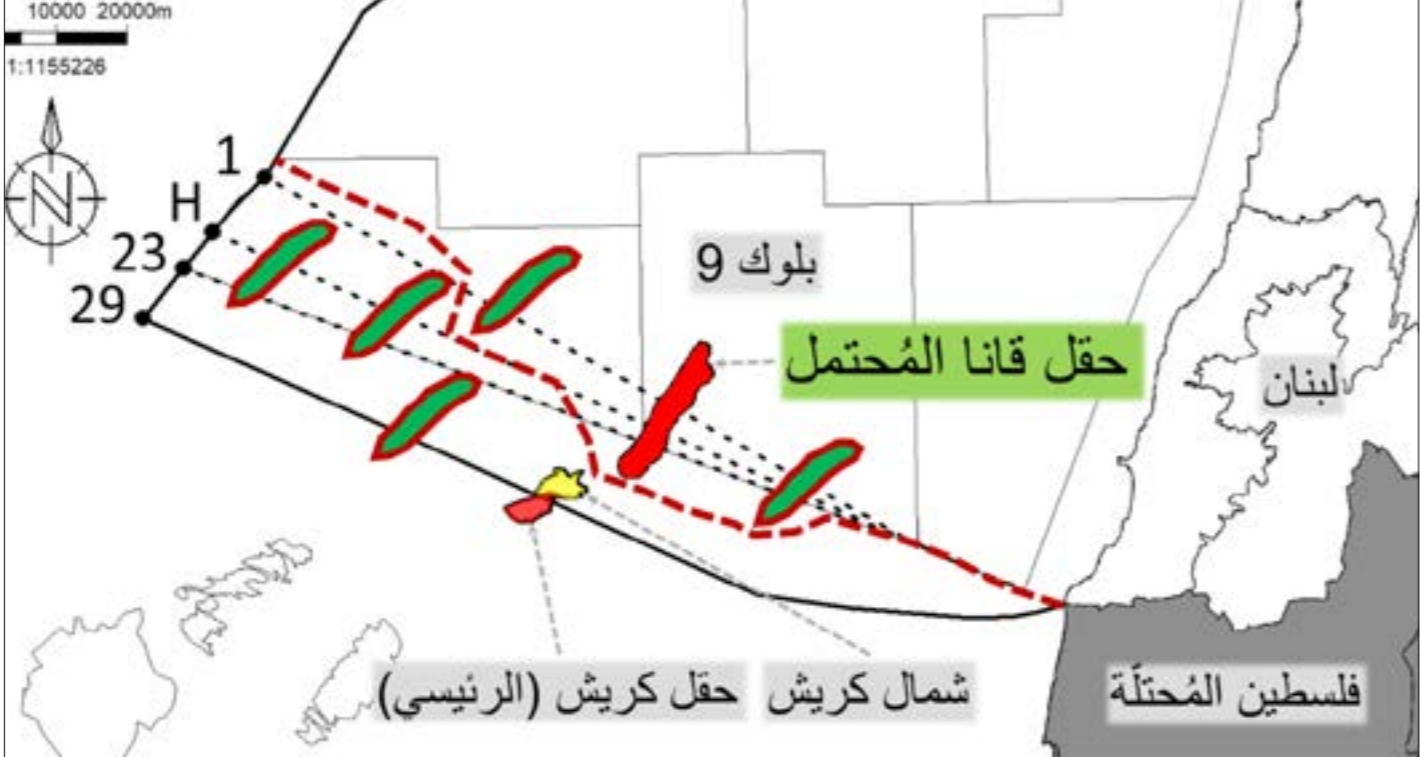 10000 20000m
1:1155226
N
1
H
23
29
بلوك 9
حقل قانا المُحتمل
لبنان
حقل كريش (الرئيسي)
شمال كريش
فلسطين المُحتلّة